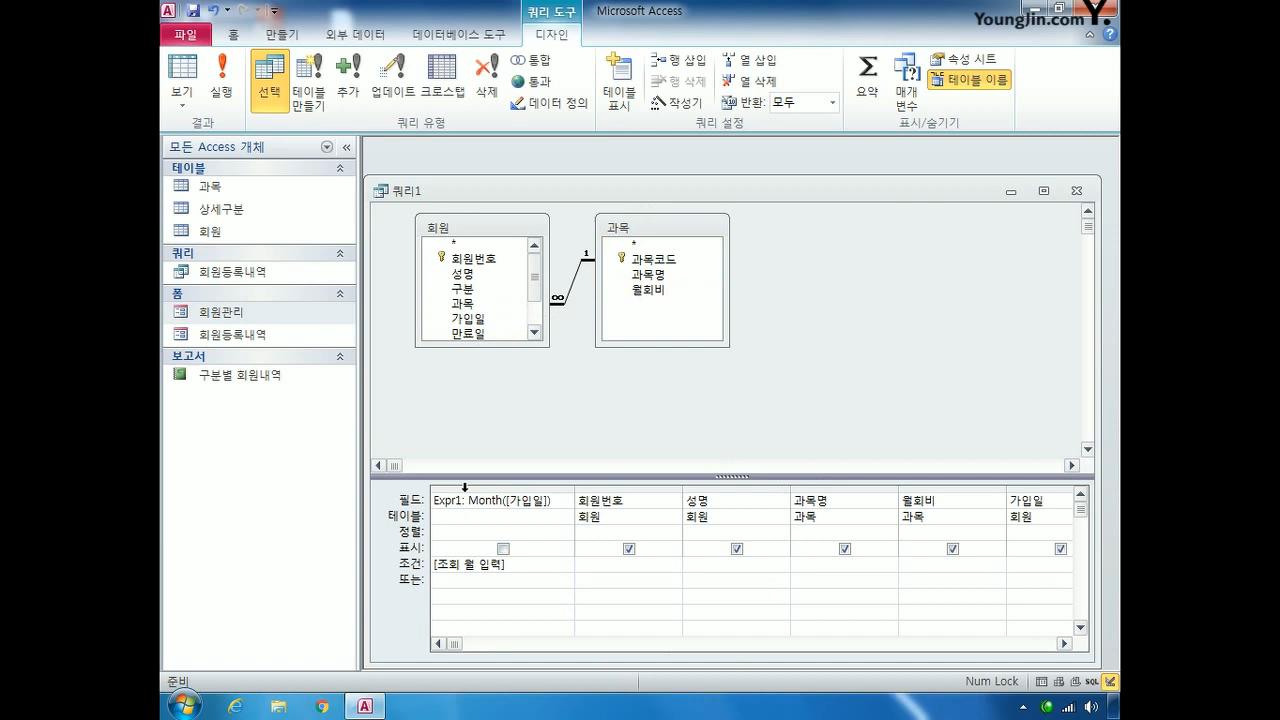 쿼리 도구
Microsoft Access
YoungJin.com Y.
파일 홈 만들기 외부 데이터 데이터베이스 도구 디자인
보기
실행
선택
테이블
만들기
추가
업데이트
크로스탭
삭제
통합
통과
데이터 정의
테이블
표시
행 삽입
행 삭제
작성기
열 삽입
열 삭제
반환: 모두
요약
매개
변수
속성 시트
테이블 이름
결과
쿼리 유형
쿼리 설정
표시/숨기기
모든 Access 개체
테이블
과목
상세구분
회원
쿼리
회원등록내역
폼
회원관리
회원등록내역
보고서
구분별 회원내역
쿼리1
회원
*
회원번호
성명
구분
과목
가입일
만료일
∞
1
과목
*
과목코드
과목명
월회비
필드: Expr1: Month([가입일]) 회원번호 성명 과목명 월회비 가입일
테이블: 회원 회원 과목 과목 회원
정렬:
표시:
조건: [조회 월 입력]
또는:
준비
Num Lock
SQL